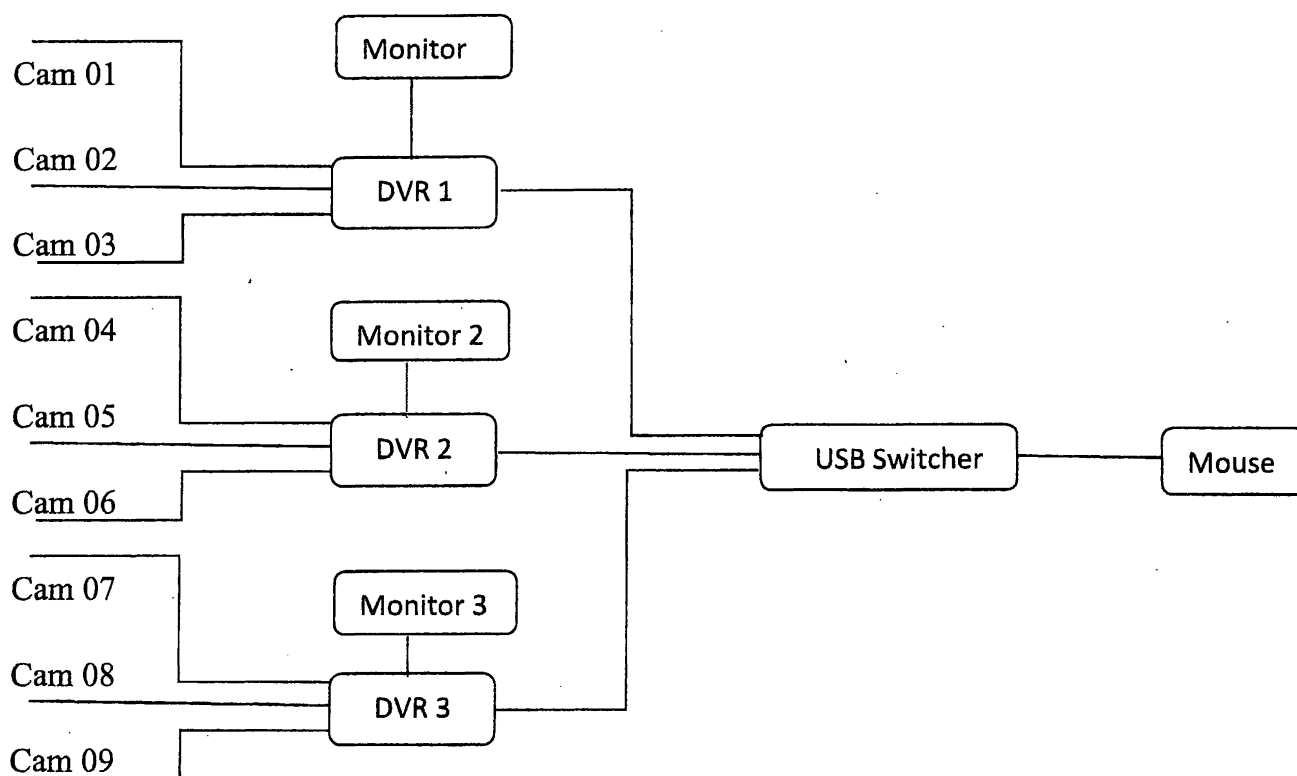 Monitor
Cam 01
Cam 02
DVR 1
Cam 03
Cam 04
Monitor 2
Cam 05
DVR 2
USB Switcher
Mouse
Cam 06
Cam 07
Monitor 3
Cam 08
DVR 3
Cam 09